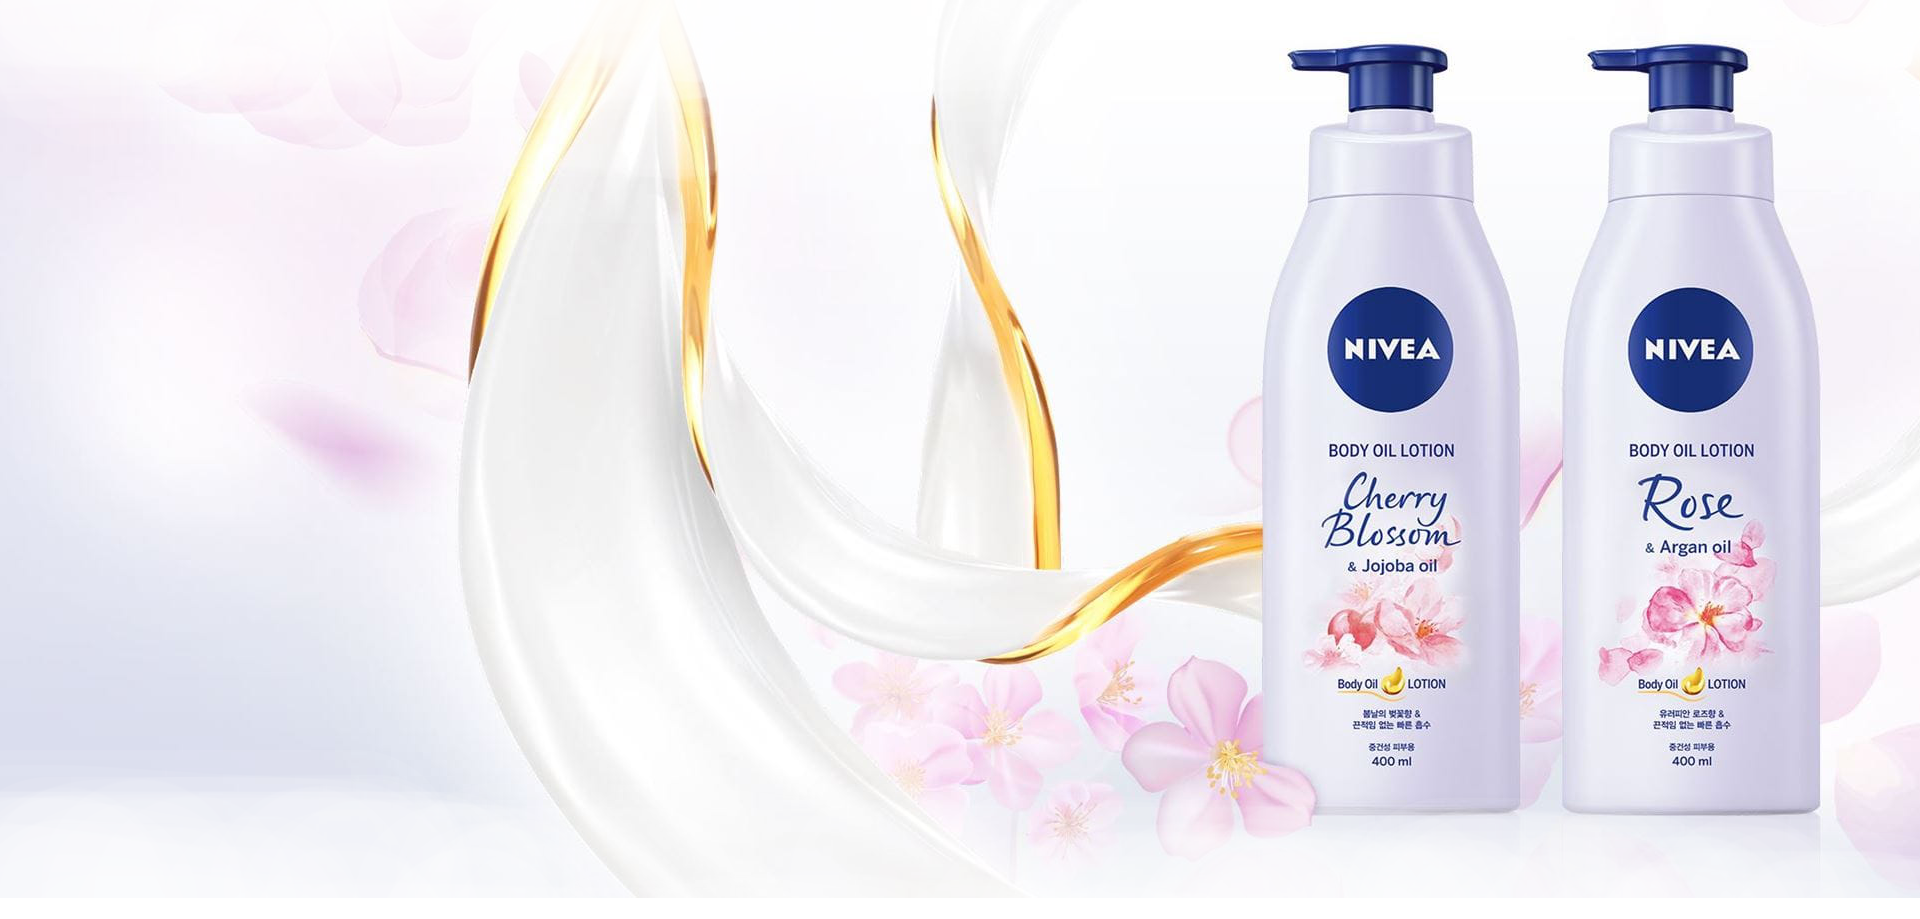 NIVEA
BODY OIL LOTION
Cherry
Blossom
& Jojoba oil
Body Oil LOTION
봄날의 벚꽃향 &
끈적임 없는 빠른 흡수
중건성 피부용
400 ml
NIVEA
BODY OIL LOTION
Rose
& Argan oil
Body Oil LOTION
유러피안 로즈향 &
끈적임 없는 빠른 흡수
중건성 피부용
400 ml